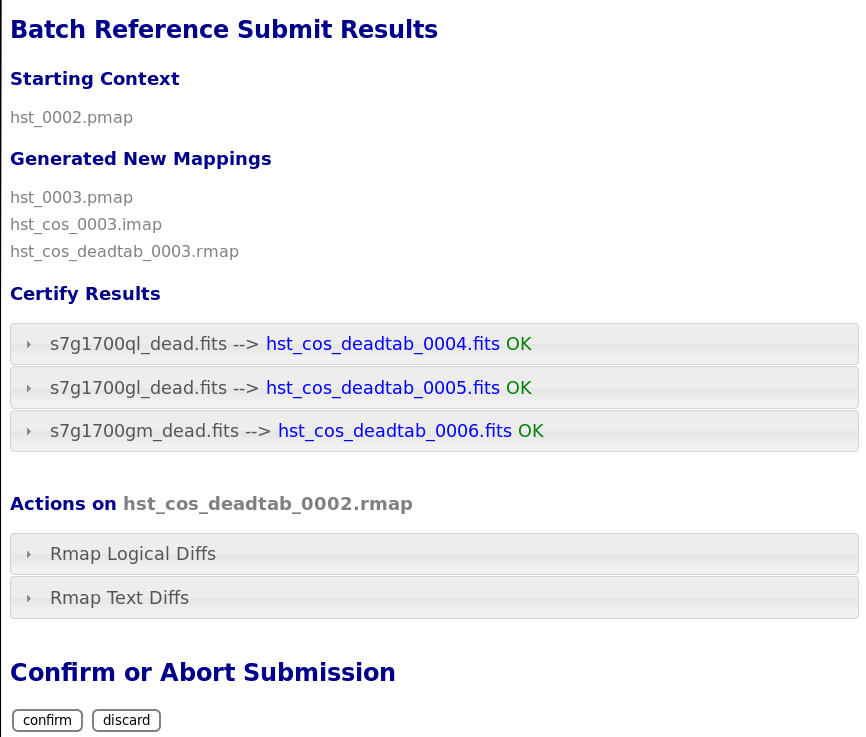 Batch Reference Submit Results
Starting Context
hst_0002.pmap
Generated New Mappings
hst_0003.pmap
hst_cos_0003.imap
hst_cos_deadtab_0003.rmap
Certify Results
s7g1700ql_dead.fits --> hst_cos_deadtab_0004.fits OK
s7g1700gl_dead.fits --> hst_cos_deadtab_0005.fits OK
s7g1700gm_dead.fits --> hst_cos_deadtab_0006.fits OK
Actions on hst_cos_deadtab_0002.rmap
Rmap Logical Diffs
Rmap Text Diffs
Confirm or Abort Submission
confirm discard